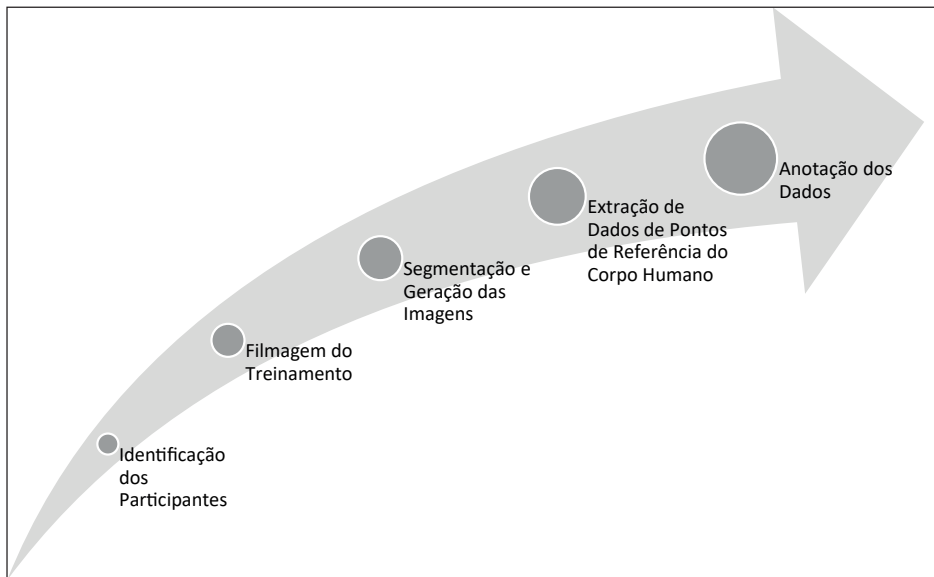 Identificação
dos
Participantes
Filmagem do
Treinamento
Segmentação e
Geração das
Imagens
Extração de
Dados de Pontos
de Referência do
Corpo Humano
Anotação dos
Dados